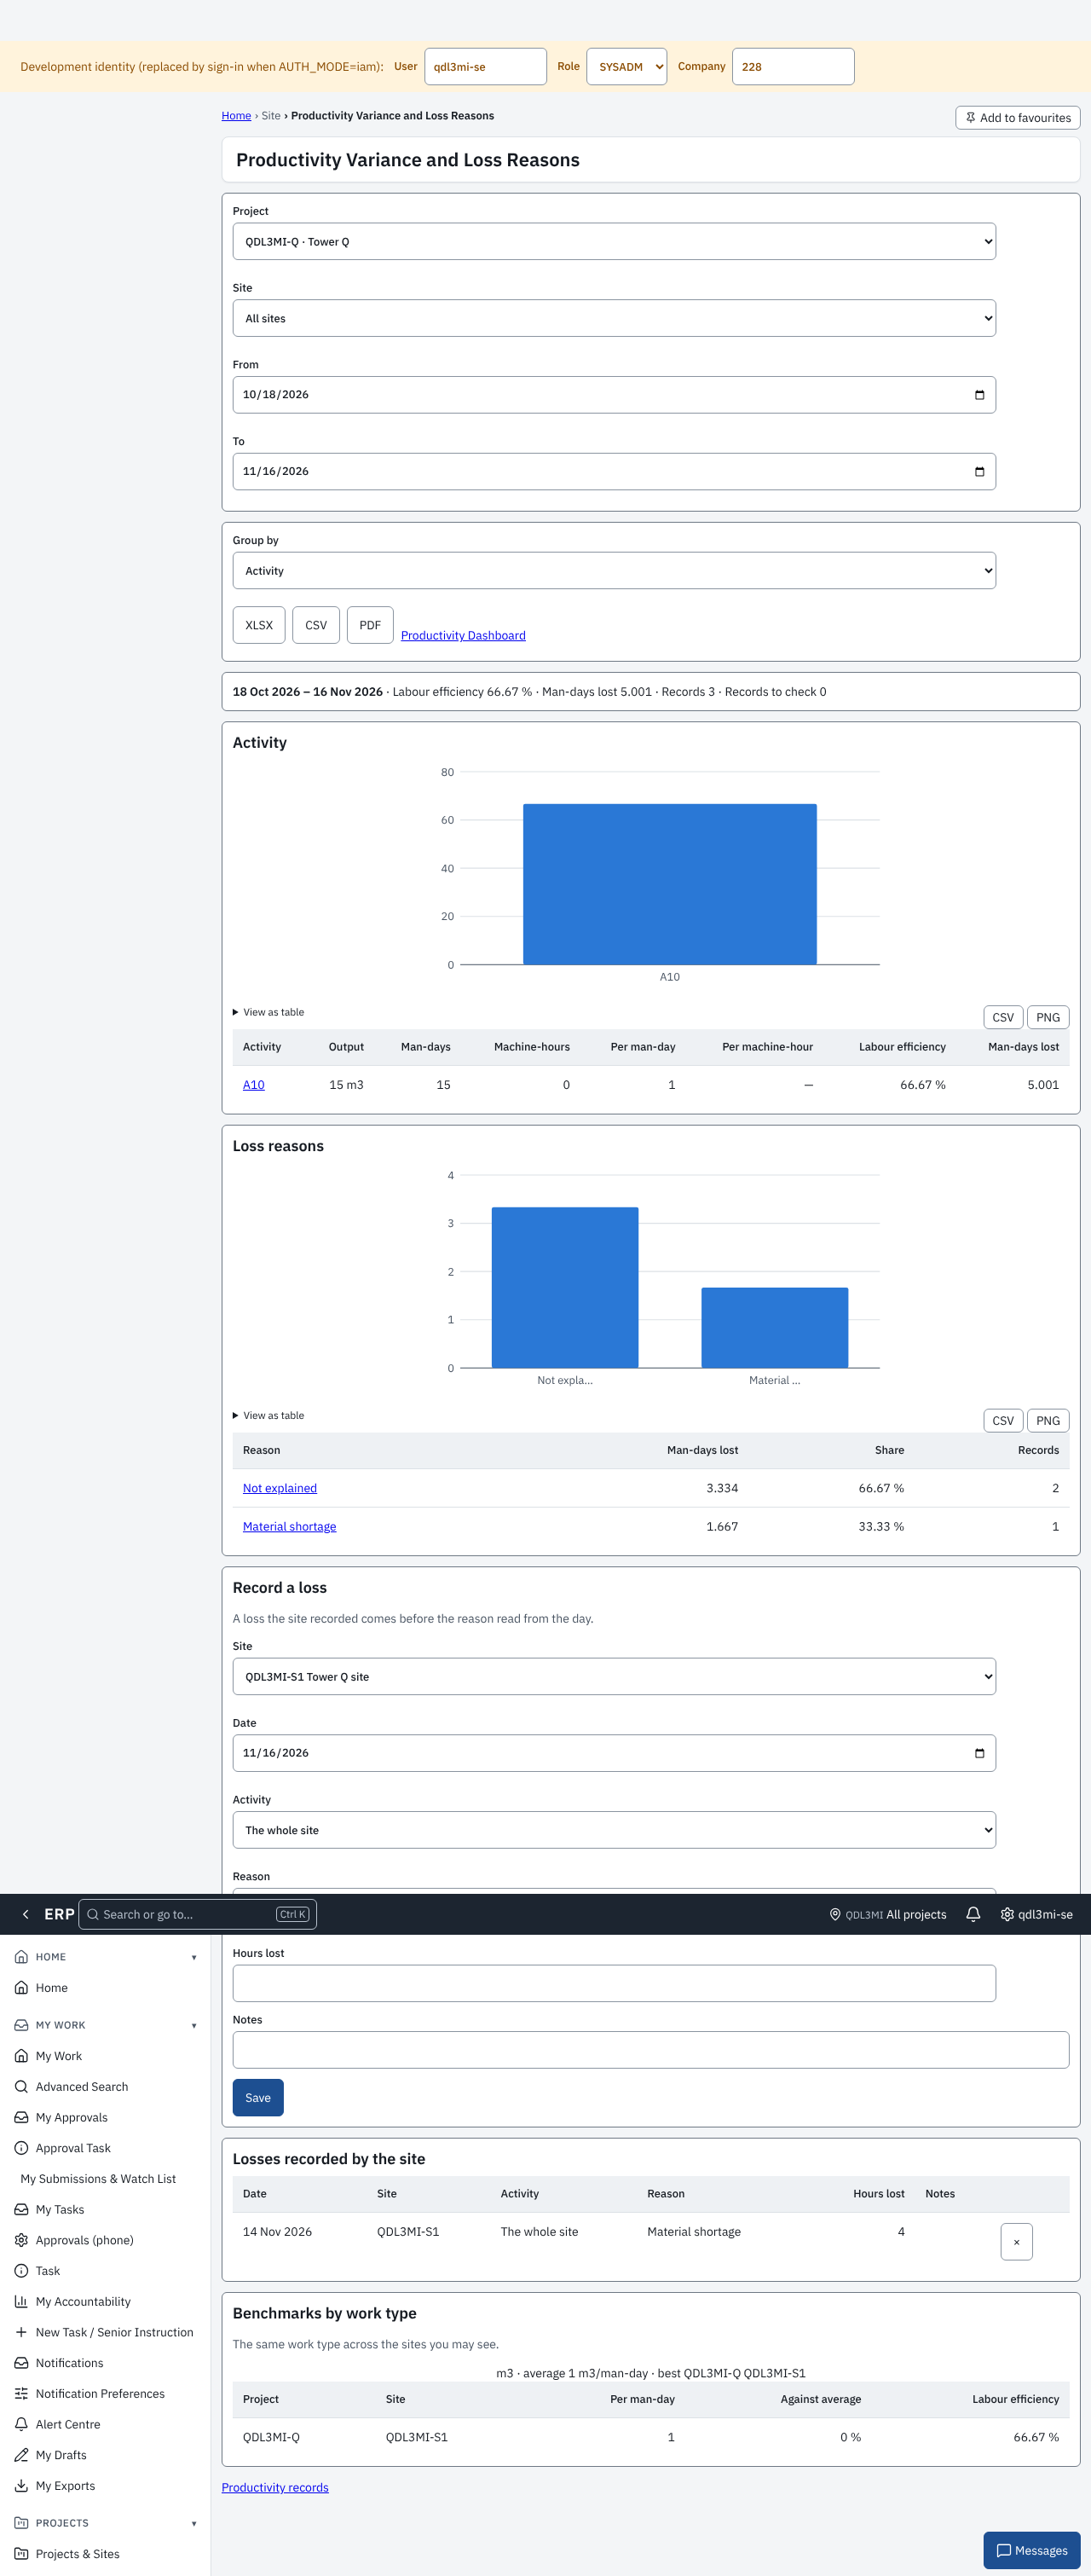 Development identity (replaced by sign-in when AUTH_MODE=iam): User qdl3mi-se Role SYSADM Company 228
Home › Site › Productivity Variance and Loss Reasons
Add to favourites
Productivity Variance and Loss Reasons
Project
QDL3MI-Q · Tower Q
Site
All sites
From
10/18/2026
To
11/16/2026
Group by
Activity
XLSX CSV PDF Productivity Dashboard
18 Oct 2026 – 16 Nov 2026 · Labour efficiency 66.67 % · Man-days lost 5.001 · Records 3 · Records to check 0
Activity
80
60
40
20
0
A10
View as table
CSV PNG
Activity Output Man-days Machine-hours Per man-day Per machine-hour Labour efficiency Man-days lost
A10 15 m3 15 0 1 — 66.67 % 5.001
Loss reasons
4
3
2
1
0
Not expla... Material ...
View as table
CSV PNG
Reason Man-days lost Share Records
Not explained 3.334 66.67 % 2
Material shortage 1.667 33.33 % 1
Record a loss
A loss the site recorded comes before the reason read from the day.
Site
QDL3MI-S1 Tower Q site
Date
11/16/2026
Activity
The whole site
Reason
ERP Search or go to... Ctrl K QDL3MI All projects qdl3mi-se
HOME
Home
MY WORK
My Work
Advanced Search
My Approvals
Approval Task
My Submissions & Watch List
My Tasks
Approvals (phone)
Task
My Accountability
New Task / Senior Instruction
Notifications
Notification Preferences
Alert Centre
My Drafts
My Exports
PROJECTS
Projects & Sites
Hours lost
Notes
Save
Losses recorded by the site
Date Site Activity Reason Hours lost Notes
14 Nov 2026 QDL3MI-S1 The whole site Material shortage 4 ×
Benchmarks by work type
The same work type across the sites you may see.
m3 · average 1 m3/man-day · best QDL3MI-Q QDL3MI-S1
Project Site Per man-day Against average Labour efficiency
QDL3MI-Q QDL3MI-S1 1 0 % 66.67 %
Productivity records
Messages